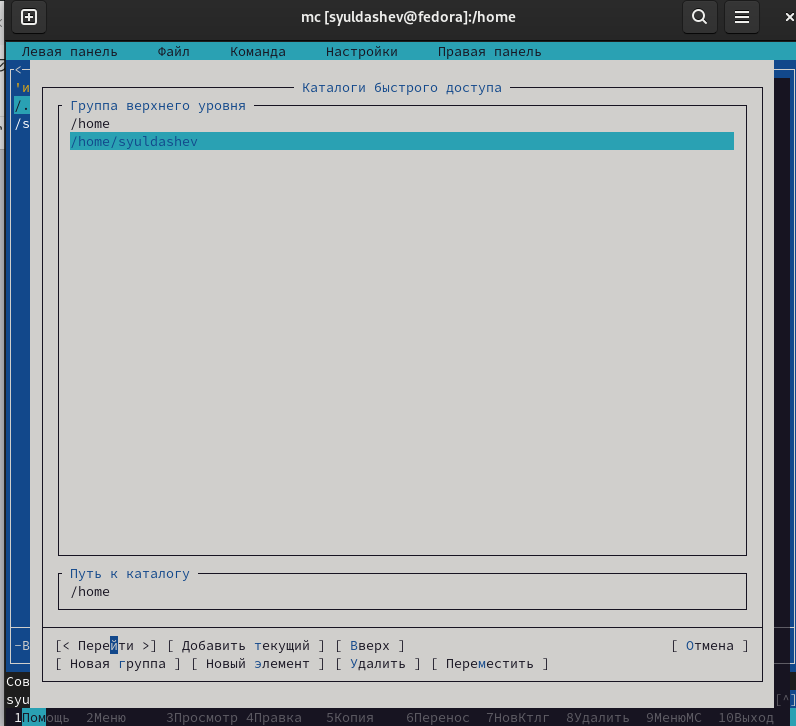 mc [syuldashev@fedora]:/home
Левая панель Файл Команда Настройки Правая панель
Каталоги быстрого доступа
Группа верхнего уровня
/home
/home/syuldashev
Путь к каталогу
/home
[< Перейти >] [ Добавить текущий ] [ Вверх ] [ Отмена ]
[ Новая группа ] [ Новый элемент ] [ Удалить ] [ Переместить ]
Сов
syu [^]
1Помощь 2Меню 3Просмотр 4Правка 5Копия 6Перенос 7НовКтлг 8Удалить 9МенюМС 10Выход